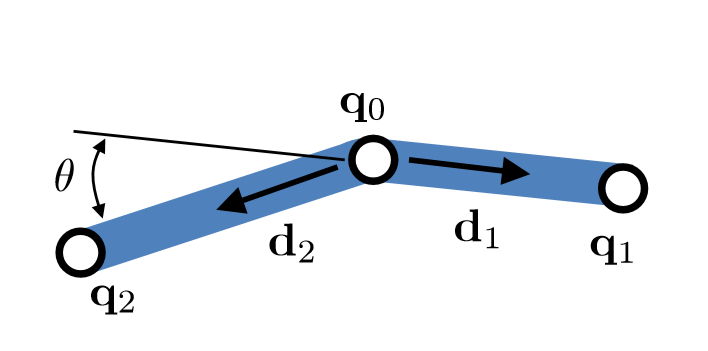 q₀
θ
d₁
d₂
q₁
q₂